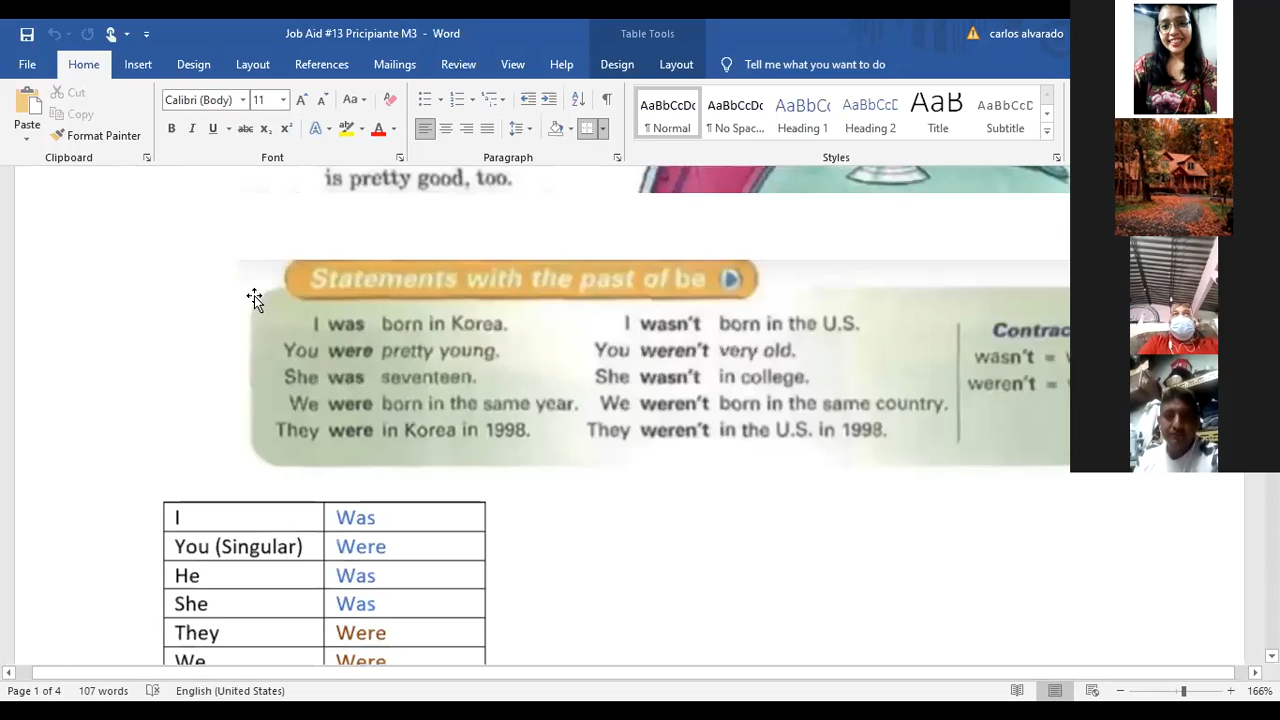 Job Aid #13 Pricipiante M3 - Word
Table Tools
carlos alvarado
File Home Insert Design Layout References Mailings Review View Help Design Layout Tell me what you want to do
Paste
Cut
Copy
Format Painter
Clipboard
Calibri (Body) 11
Font
Paragraph
AaBbCcDc AaBbCcDc AaBbCc AaBbCcD AaB AaBbCcD
¶ Normal ¶ No Spac... Heading 1 Heading 2 Title Subtitle
Styles
is pretty good, too.
Statements with the past of be
I was born in Korea.
You were pretty young.
She was seventeen.
We were born in the same year.
They were in Korea in 1998.
I wasn't born in the U.S.
You weren't very old.
She wasn't in college.
We weren't born in the same country.
They weren't in the U.S. in 1998.
Contrac
wasn't =
weren't =
I Was
You (Singular) Were
He Was
She Was
They Were
We Were
Page 1 of 4 107 words English (United States) 166%